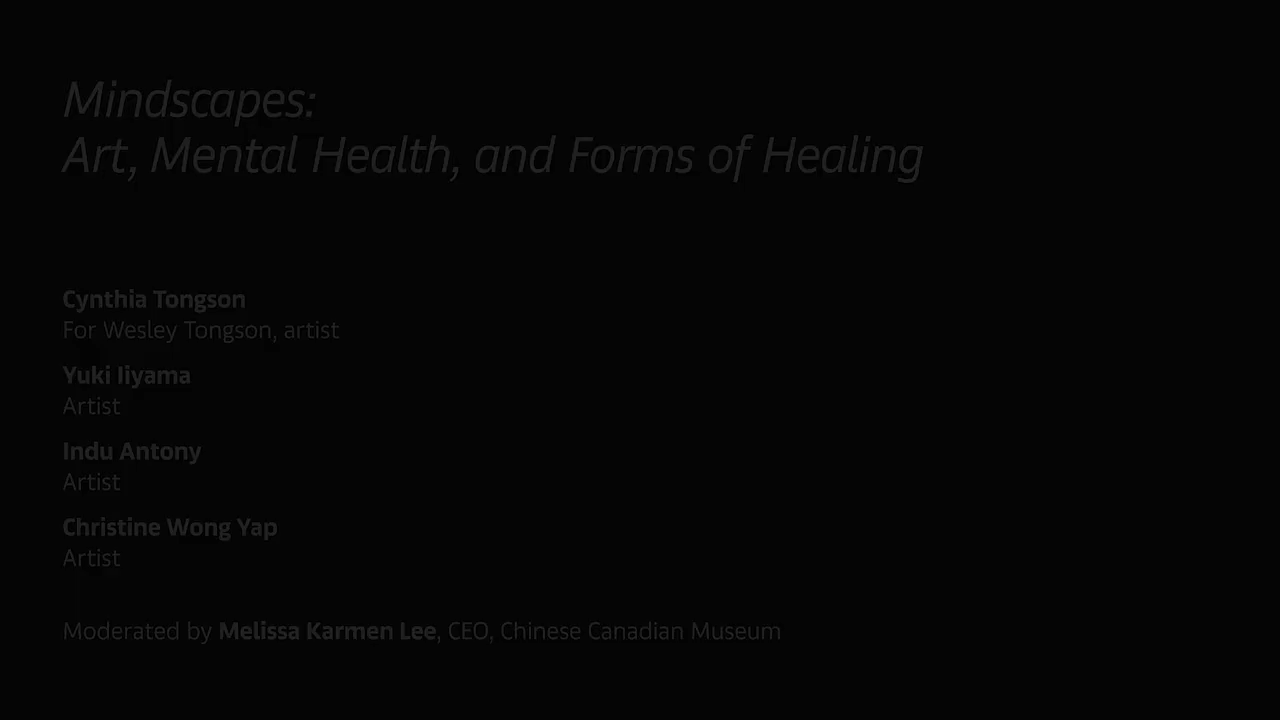 Mindscapes:
Art, Mental Health, and Forms of Healing
Cynthia Tongson
For Wesley Tongson, artist
Yuki Iiyama
Artist
Indu Antony
Artist
Christine Wong Yap
Artist
Moderated by Melissa Karmen Lee, CEO, Chinese Canadian Museum